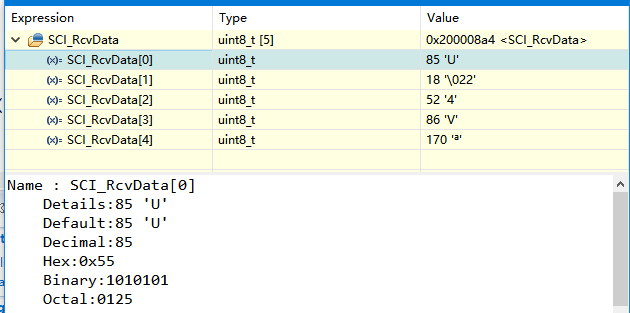 Expression Type Value
SCI_RcvData uint8_t [5] 0x200008a4 <SCI_RcvData>
(x)= SCI_RcvData[0] uint8_t 85 'U'
(x)= SCI_RcvData[1] uint8_t 18 '\022'
(x)= SCI_RcvData[2] uint8_t 52 '4'
(x)= SCI_RcvData[3] uint8_t 86 'V'
(x)= SCI_RcvData[4] uint8_t 170 'ª'
Name : SCI_RcvData[0]
Details:85 'U'
Default:85 'U'
Decimal:85
Hex:0x55
Binary:1010101
Octal:0125